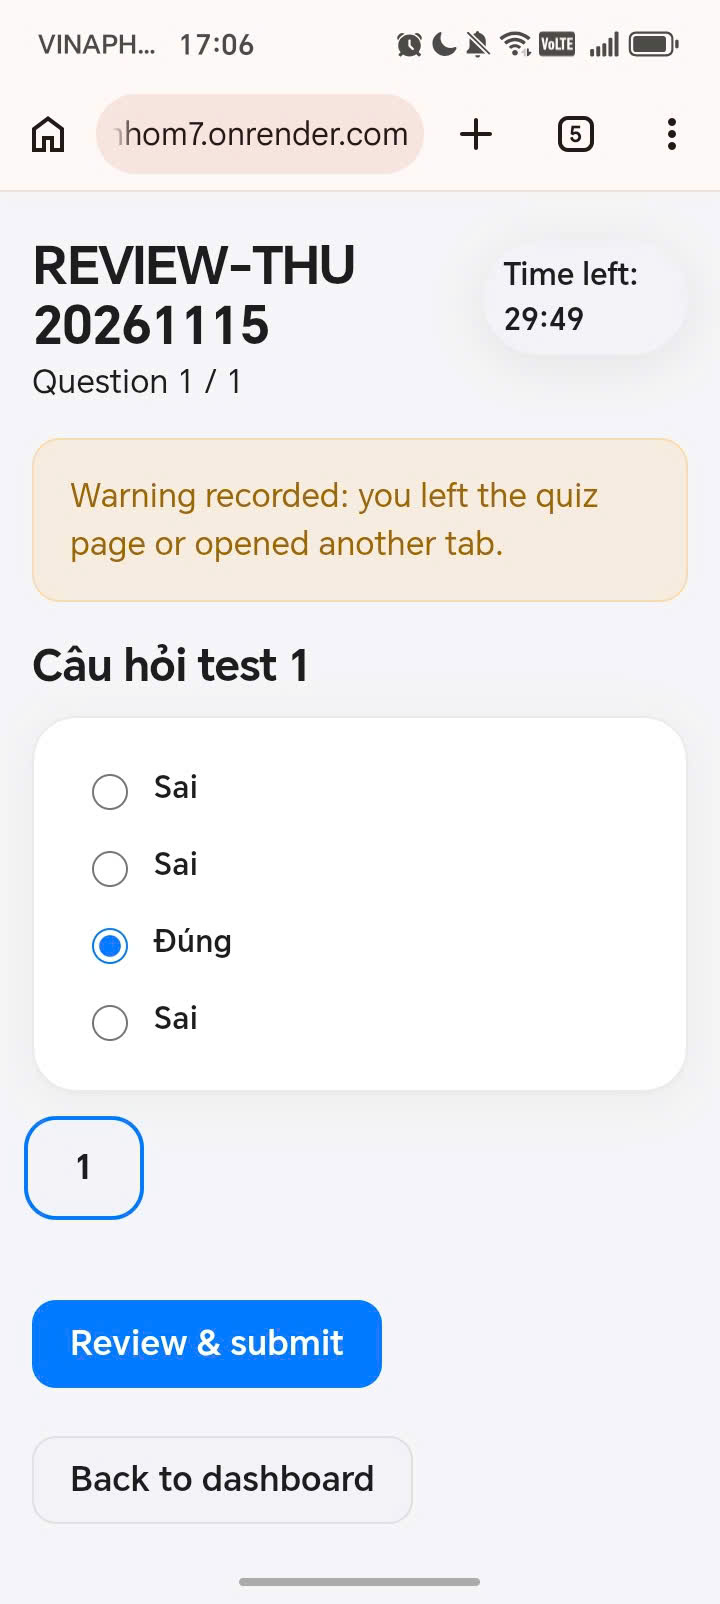 VINAPH... 17:06 VoLTE
nhom7.onrender.com 5
REVIEW-THU
20261115
Time left:
29:49
Question 1 / 1
Warning recorded: you left the quiz
page or opened another tab.
Câu hỏi test 1
Sai
Sai
Đúng
Sai
1
Review & submit
Back to dashboard